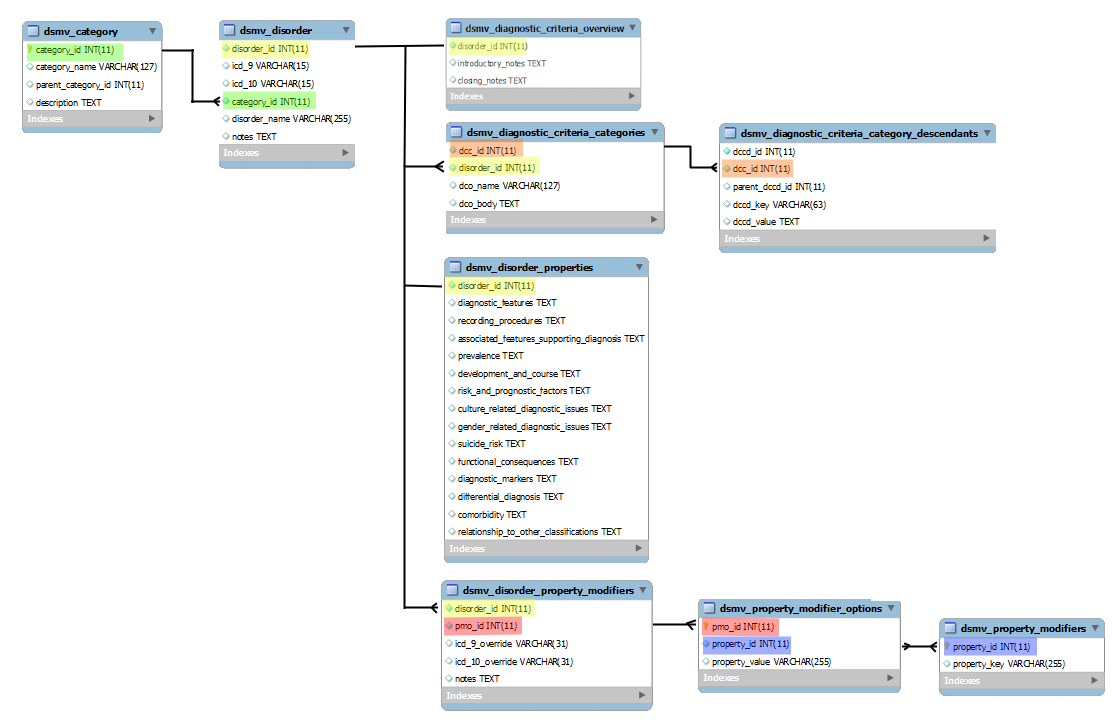 dsmv_category
category_id INT(11)
category_name VARCHAR(127)
parent_category_id INT(11)
description TEXT
Indexes
dsmv_disorder
disorder_id INT(11)
icd_9 VARCHAR(15)
icd_10 VARCHAR(15)
category_id INT(11)
disorder_name VARCHAR(255)
notes TEXT
Indexes
dsmv_diagnostic_criteria_overview
disorder_id INT(11)
introductory_notes TEXT
closing_notes TEXT
Indexes
dsmv_diagnostic_criteria_categories
dcc_id INT(11)
disorder_id INT(11)
dco_name VARCHAR(127)
dco_body TEXT
Indexes
dsmv_diagnostic_criteria_category_descendants
dccd_id INT(11)
dcc_id INT(11)
parent_dccd_id INT(11)
dccd_key VARCHAR(63)
dccd_value TEXT
Indexes
dsmv_disorder_properties
disorder_id INT(11)
diagnostic_features TEXT
recording_procedures TEXT
associated_features_supporting_diagnosis TEXT
prevalence TEXT
development_and_course TEXT
risk_and_prognostic_factors TEXT
culture_related_diagnostic_issues TEXT
gender_related_diagnostic_issues TEXT
suicide_risk TEXT
functional_consequences TEXT
diagnostic_markers TEXT
differential_diagnosis TEXT
comorbidity TEXT
relationship_to_other_classifications TEXT
Indexes
dsmv_disorder_property_modifiers
disorder_id INT(11)
pmo_id INT(11)
icd_9_override VARCHAR(31)
icd_10_override VARCHAR(31)
notes TEXT
Indexes
dsmv_property_modifier_options
pmo_id INT(11)
property_id INT(11)
property_value VARCHAR(255)
Indexes
dsmv_property_modifiers
property_id INT(11)
property_key VARCHAR(255)
Indexes